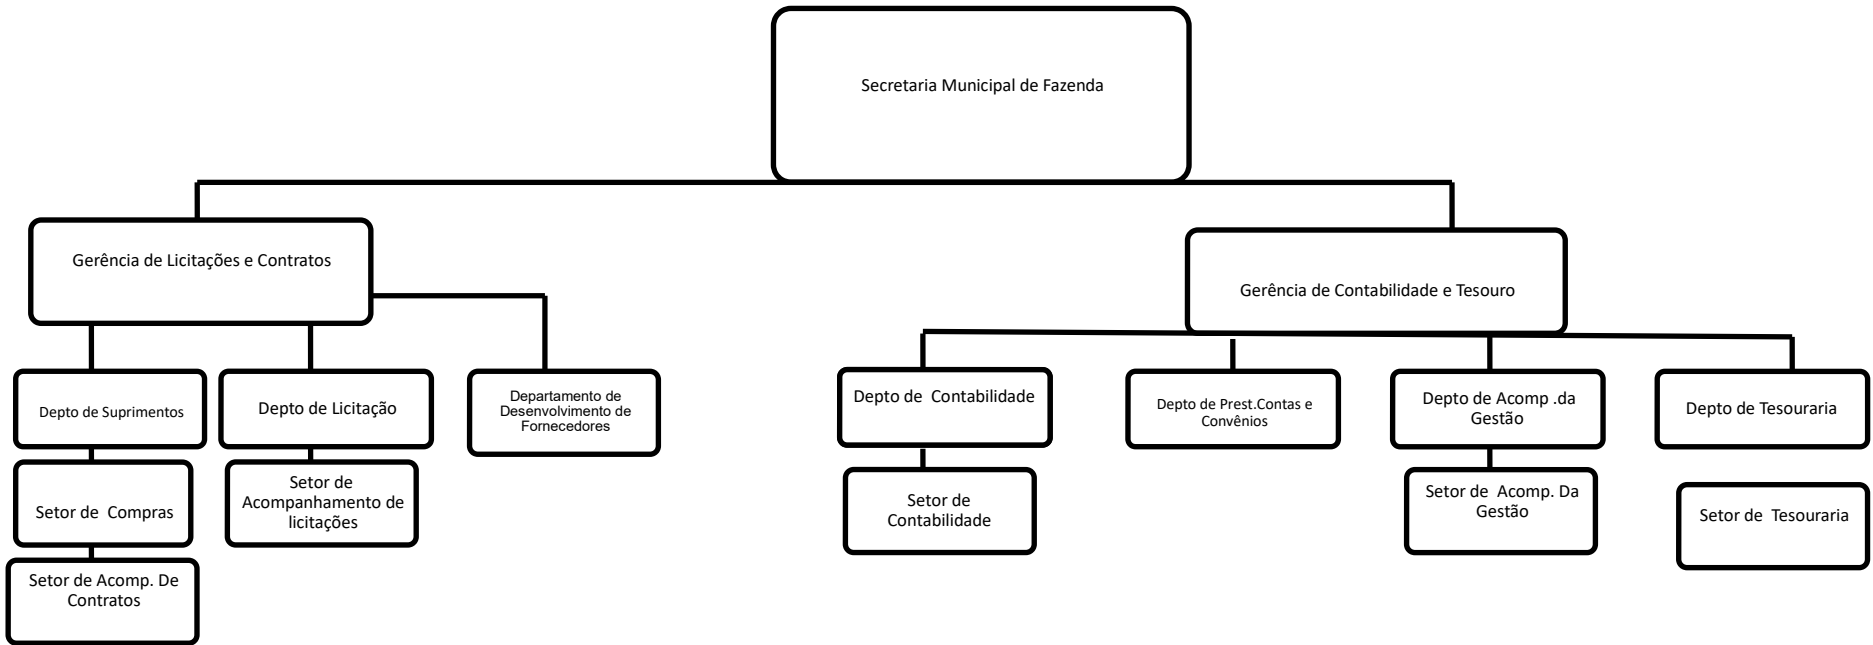 Secretaria Municipal de Fazenda
Gerência de Licitações e Contratos
Gerência de Contabilidade e Tesouro
Depto de Suprimentos
Depto de Licitação
Departamento de
Desenvolvimento de
Fornecedores
Depto de  Contabilidade
Depto de Prest.Contas e
Convênios
Depto de Acomp .da
Gestão
Depto de Tesouraria
Setor de  Compras
Setor de
Acompanhamento de
licitações
Setor de
Contabilidade
Setor de  Acomp. Da
Gestão
Setor de  Tesouraria
Setor de Acomp. De
Contratos